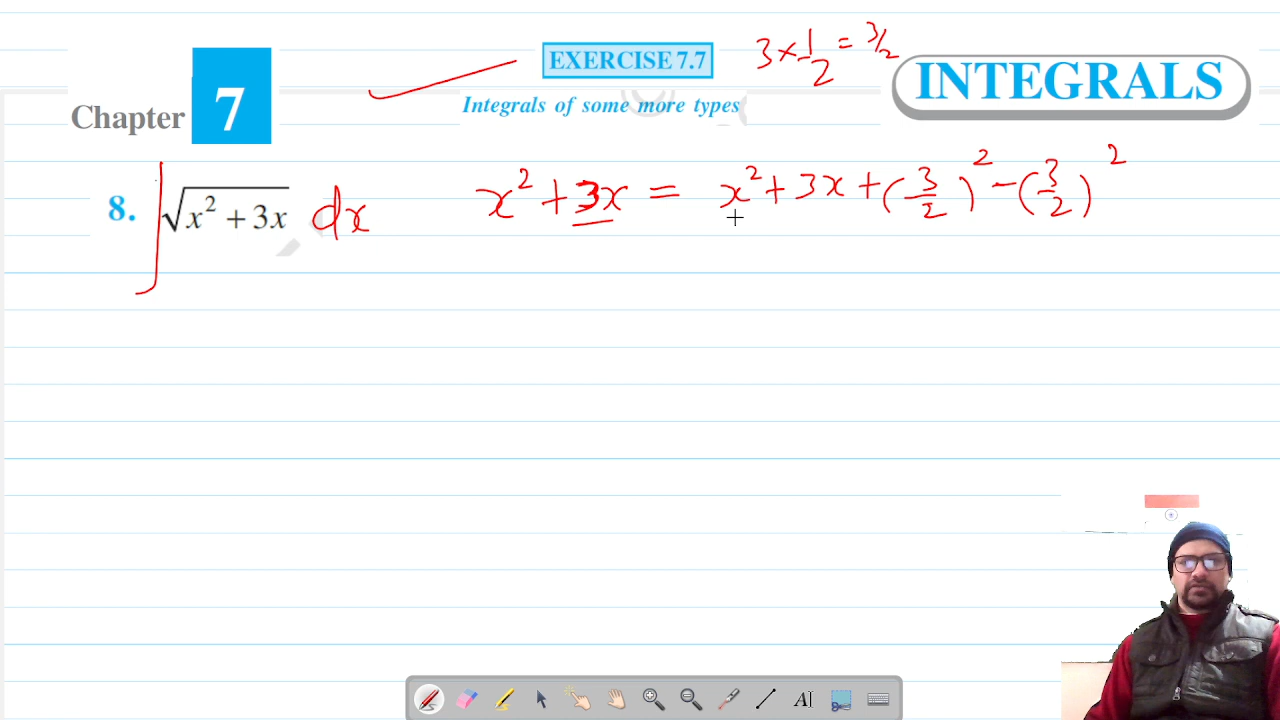 EXERCISE 7.7
3 × 1/2 = 3/2
INTEGRALS
Chapter 7
Integrals of some more types
8. ∫ √(x² + 3x) dx
x² + 3x = x² + 3x + (3/2)² − (3/2)²
AI